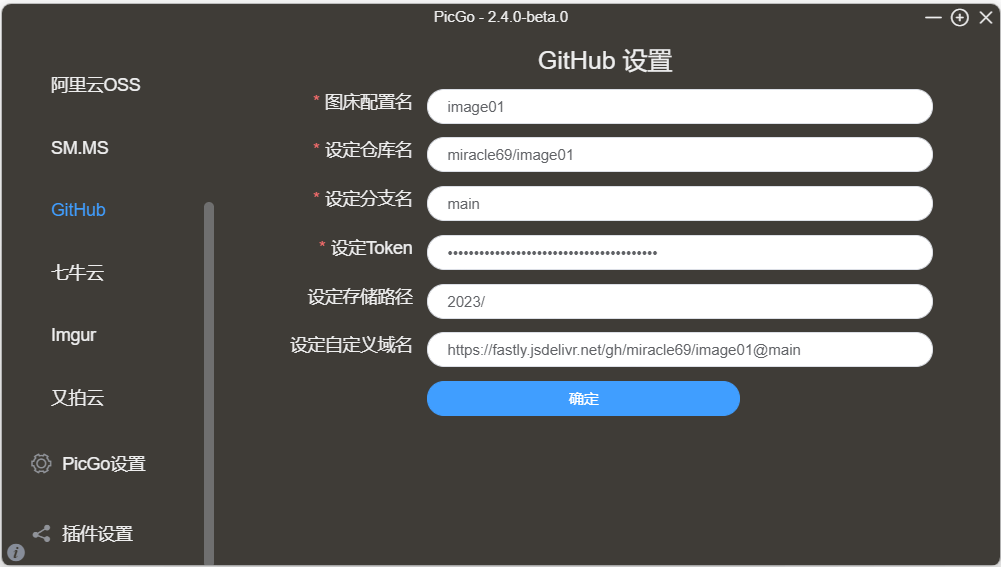 PicGo - 2.4.0-beta.0
阿里云OSS
SM.MS
GitHub
七牛云
Imgur
又拍云
PicGo设置
插件设置
GitHub 设置
* 图床配置名
image01
* 设定仓库名
miracle69/image01
* 设定分支名
main
* 设定Token
设定存储路径
2023/
设定自定义域名
https://fastly.jsdelivr.net/gh/miracle69/image01@main
确定